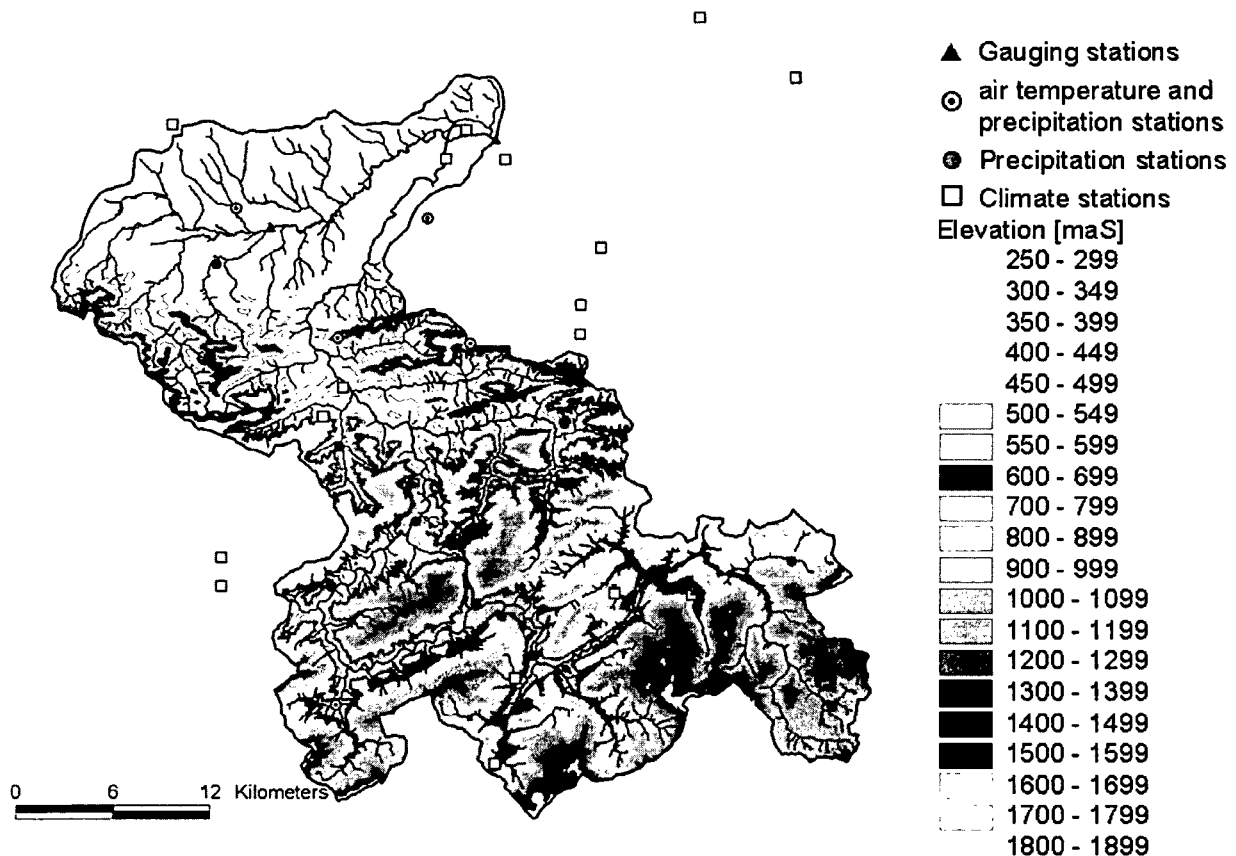 Gauging stations
air temperature and
precipitation stations
Precipitation stations
Climate stations
Elevation [maS]
250 - 299
300 - 349
350 - 399
400 - 449
450 - 499
500 - 549
550 - 599
600 - 699
700 - 799
800 - 899
900 - 999
1000 - 1099
1100 - 1199
1200 - 1299
1300 - 1399
1400 - 1499
1500 - 1599
1600 - 1699
1700 - 1799
1800 - 1899
0 6 12 Kilometers